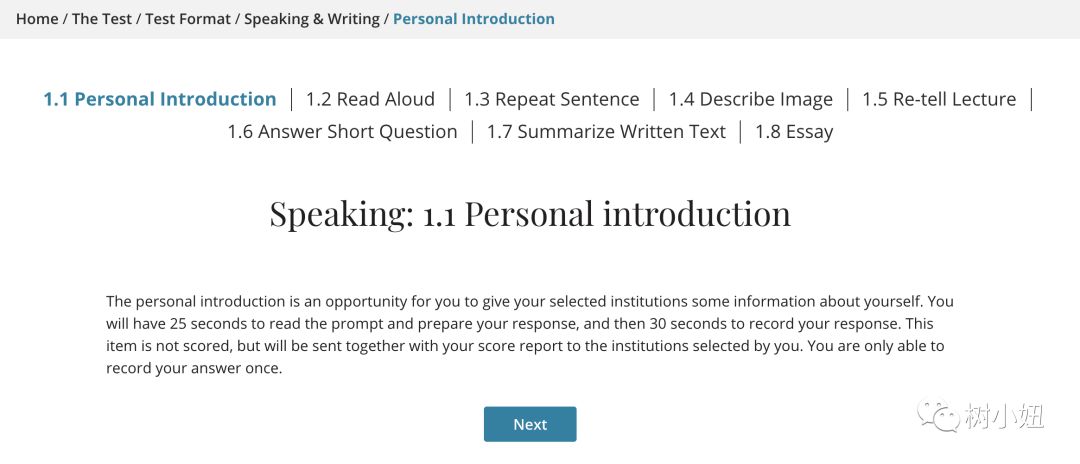 Home / The Test / Test Format / Speaking & Writing / Personal Introduction
1.1 Personal Introduction | 1.2 Read Aloud | 1.3 Repeat Sentence | 1.4 Describe Image | 1.5 Re-tell Lecture |
1.6 Answer Short Question | 1.7 Summarize Written Text | 1.8 Essay
Speaking: 1.1 Personal introduction
The personal introduction is an opportunity for you to give your selected institutions some information about yourself. You
will have 25 seconds to read the prompt and prepare your response, and then 30 seconds to record your response. This
item is not scored, but will be sent together with your score report to the institutions selected by you. You are only able to
record your answer once.
Next
树小妞